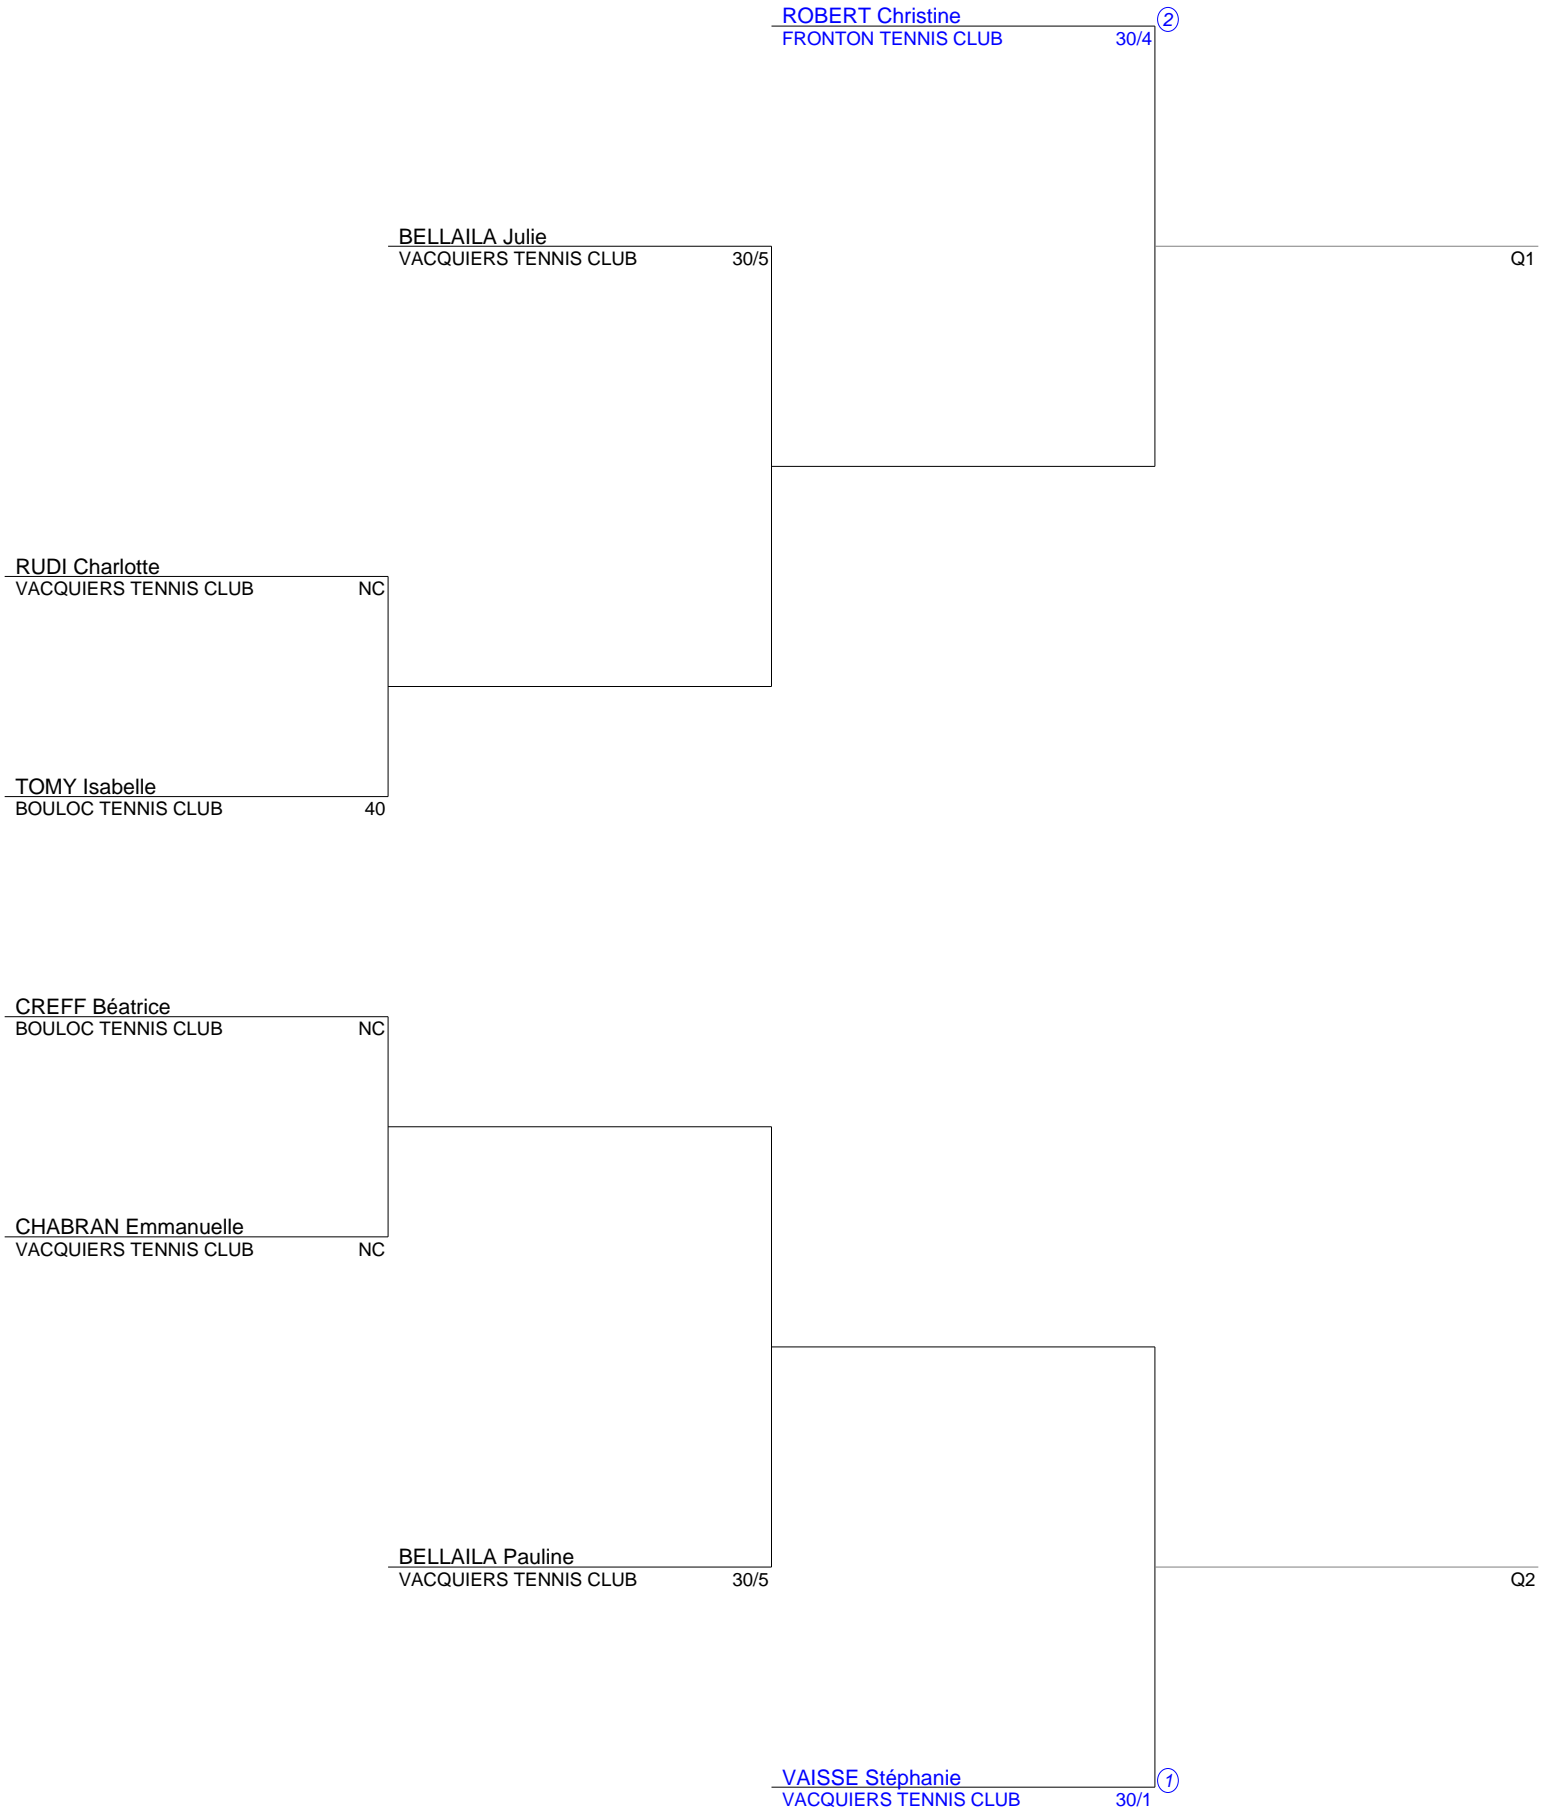 ROBERT Christine 2
FRONTON TENNIS CLUB 30/4
BELLAILA Julie
VACQUIERS TENNIS CLUB 30/5
Q1
RUDI Charlotte
VACQUIERS TENNIS CLUB NC
TOMY Isabelle
BOULOC TENNIS CLUB 40
CREFF Béatrice
BOULOC TENNIS CLUB NC
CHABRAN Emmanuelle
VACQUIERS TENNIS CLUB NC
BELLAILA Pauline
VACQUIERS TENNIS CLUB 30/5
Q2
VAISSE Stéphanie 1
VACQUIERS TENNIS CLUB 30/1